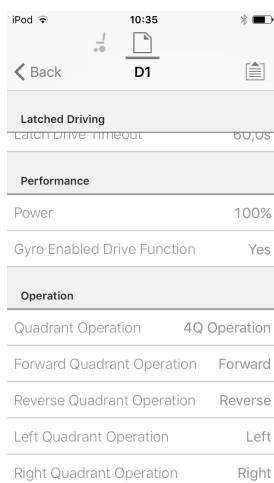 iPod 10:35
Back D1
Latched Driving
Latch Drive Timeout 60,0s
Performance
Power 100%
Gyro Enabled Drive Function Yes
Operation
Quadrant Operation 4Q Operation
Forward Quadrant Operation Forward
Reverse Quadrant Operation Reverse
Left Quadrant Operation Left
Right Quadrant Operation Right